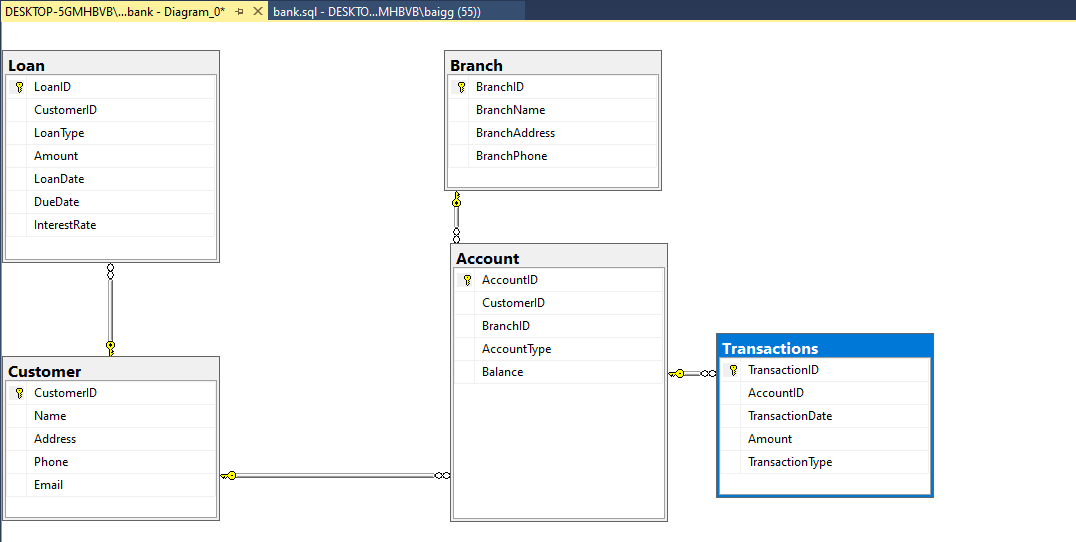 DESKTOP-5GMHBVB\...bank - Diagram_0*
bank.sql - DESKTO...MHBVB\baigg (55))
Loan
LoanID
CustomerID
LoanType
Amount
LoanDate
DueDate
InterestRate
Branch
BranchID
BranchName
BranchAddress
BranchPhone
Customer
CustomerID
Name
Address
Phone
Email
Account
AccountID
CustomerID
BranchID
AccountType
Balance
Transactions
TransactionID
AccountID
TransactionDate
Amount
TransactionType